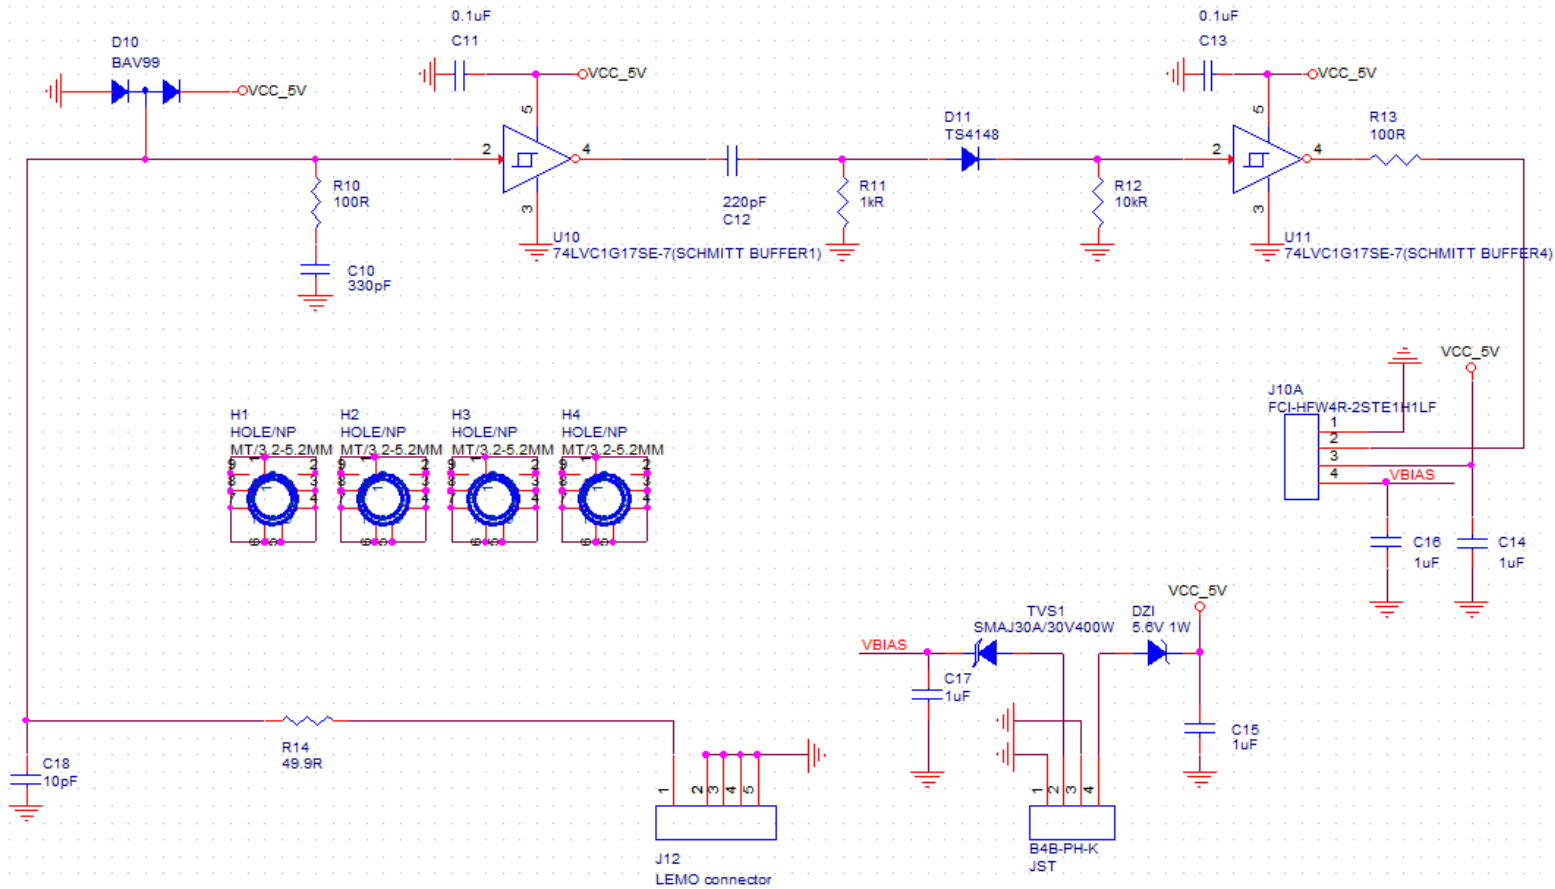 0.1uF
C11
0.1uF
C13
D10
BAV99
VCC_5V
VCC_5V
VCC_5V
5
5
D11
TS4148
R13
100R
2
4
2
4
R10
100R
3
220pF
C12
R11
1kR
R12
10kR
3
U10
74LVC1G17SE-7(SCHMITT BUFFER1)
U11
74LVC1G17SE-7(SCHMITT BUFFER4)
C10
330pF
VCC_5V
J10A
FCI-HFW4R-2STE1H1LF
1
2
3
4
VBIAS
H1
HOLE/NP
MT/3.2-5.2MM
H2
HOLE/NP
MT/3.2-5.2MM
H3
HOLE/NP
MT/3.2-5.2MM
H4
HOLE/NP
MT/3.2-5.2MM
C16
1uF
C14
1uF
VCC_5V
TVS1
SMAJ30A/30V400W
DZI
5.6V 1W
VBIAS
C17
1uF
C15
1uF
R14
49.9R
C18
10pF
1
2
3
4
5
J12
LEMO connector
1
2
3
4
B4B-PH-K
JST